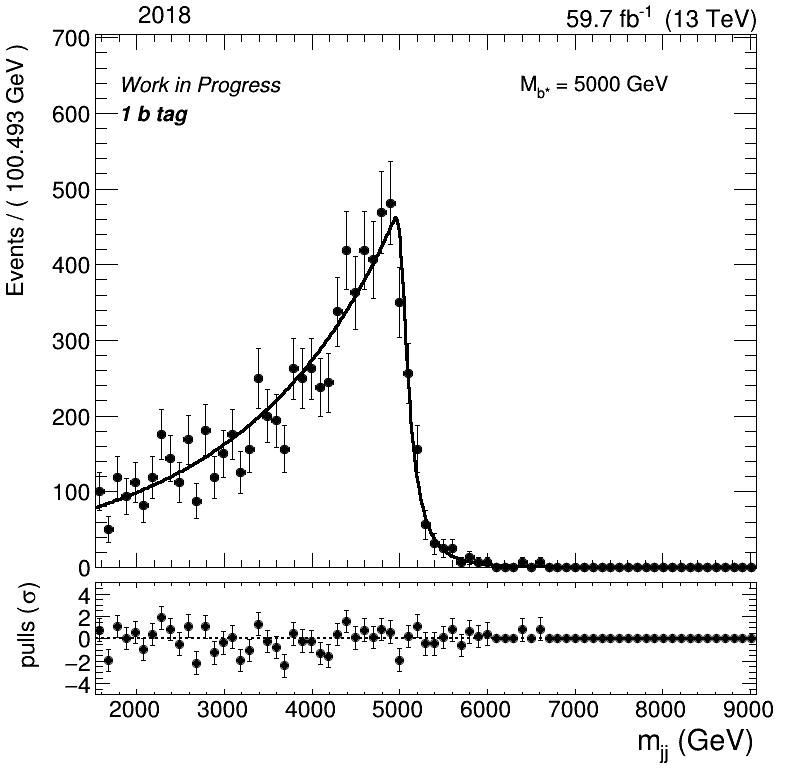 2018 59.7 fb⁻¹ (13 TeV)
Events / ( 100.493 GeV )
700
600
500
400
300
200
100
0
Work in Progress
1 b tag
M_b* = 5000 GeV
pulls (σ)
4
2
0
−2
−4
2000 3000 4000 5000 6000 7000 8000 9000
m_jj (GeV)